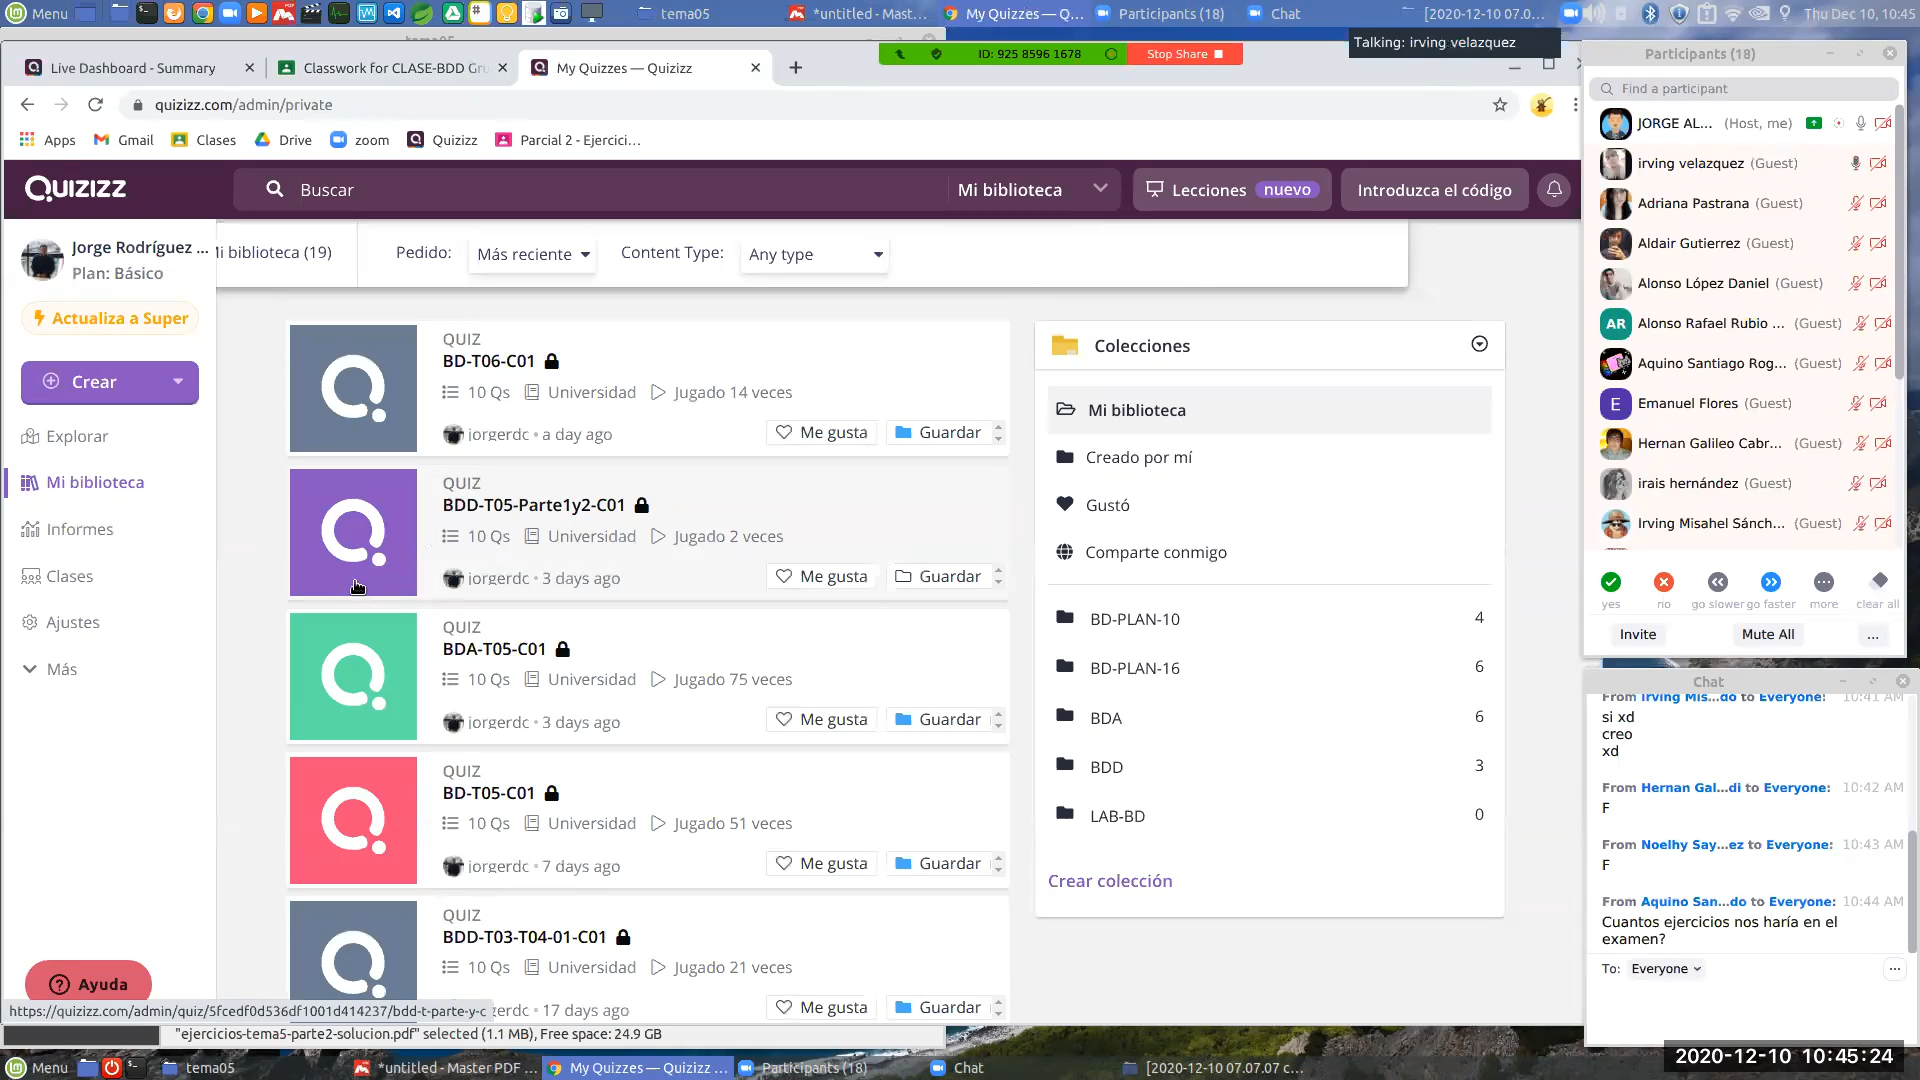 Menu
tema05
*untitled - Mast...
My Quizzes — Q...
Participants (18)
Chat
[2020-12-10 07.0...
Thu Dec 10, 10:45
Talking: irving velazquez
ID: 925 8596 1678
Stop Share
Live Dashboard - Summary
Classwork for CLASE-BDD Gru
My Quizzes — Quizizz
quizizz.com/admin/private
Apps
Gmail
Clases
Drive
zoom
Quizizz
Parcial 2 - Ejercici...
QUIZIZZ
Buscar
Mi biblioteca
Lecciones nuevo
Introduzca el código
Jorge Rodríguez ...
Plan: Básico
Actualiza a Super
Crear
Explorar
Mi biblioteca
Informes
Clases
Ajustes
Más
Ayuda
Mi biblioteca (19)
Pedido:
Más reciente
Content Type:
Any type
QUIZ
BD-T06-C01
10 Qs Universidad Jugado 14 veces
jorgerdc • a day ago
Me gusta
Guardar
QUIZ
BDD-T05-Parte1y2-C01
10 Qs Universidad Jugado 2 veces
jorgerdc • 3 days ago
Me gusta
Guardar
QUIZ
BDA-T05-C01
10 Qs Universidad Jugado 75 veces
jorgerdc • 3 days ago
Me gusta
Guardar
QUIZ
BD-T05-C01
10 Qs Universidad Jugado 51 veces
jorgerdc • 7 days ago
Me gusta
Guardar
QUIZ
BDD-T03-T04-01-C01
10 Qs Universidad Jugado 21 veces
17 days ago
Me gusta
Guardar
Colecciones
Mi biblioteca
Creado por mí
Gustó
Comparte conmigo
BD-PLAN-10 4
BD-PLAN-16 6
BDA 6
BDD 3
LAB-BD 0
Crear colección
https://quizizz.com/admin/quiz/5fcedf0d536df1001d414237/bdd-t-parte-y-c
"ejercicios-tema5-parte2-solucion.pdf" selected (1.1 MB), Free space: 24.9 GB
Participants (18)
Find a participant
JORGE AL... (Host, me)
irving velazquez (Guest)
Adriana Pastrana (Guest)
Aldair Gutierrez (Guest)
Alonso López Daniel (Guest)
AR Alonso Rafael Rubio ... (Guest)
Aquino Santiago Rog... (Guest)
E Emanuel Flores (Guest)
Hernan Galileo Cabr... (Guest)
irais hernández (Guest)
Irving Misahel Sánch... (Guest)
yes
no
go slower
go faster
more
clear all
Invite
Mute All
...
Chat
From Irving Mis...do to Everyone: 10:41 AM
si xd
creo
xd
From Hernan Gal...di to Everyone: 10:42 AM
F
From Noelhy Say...ez to Everyone: 10:43 AM
F
From Aquino San...do to Everyone: 10:44 AM
Cuantos ejercicios nos haría en el
examen?
To: Everyone
Menu
tema05
*untitled - Master PDF ...
My Quizzes — Quizizz ...
Participants (18)
Chat
[2020-12-10 07.07.07 c...
2020-12-10 10:45:24